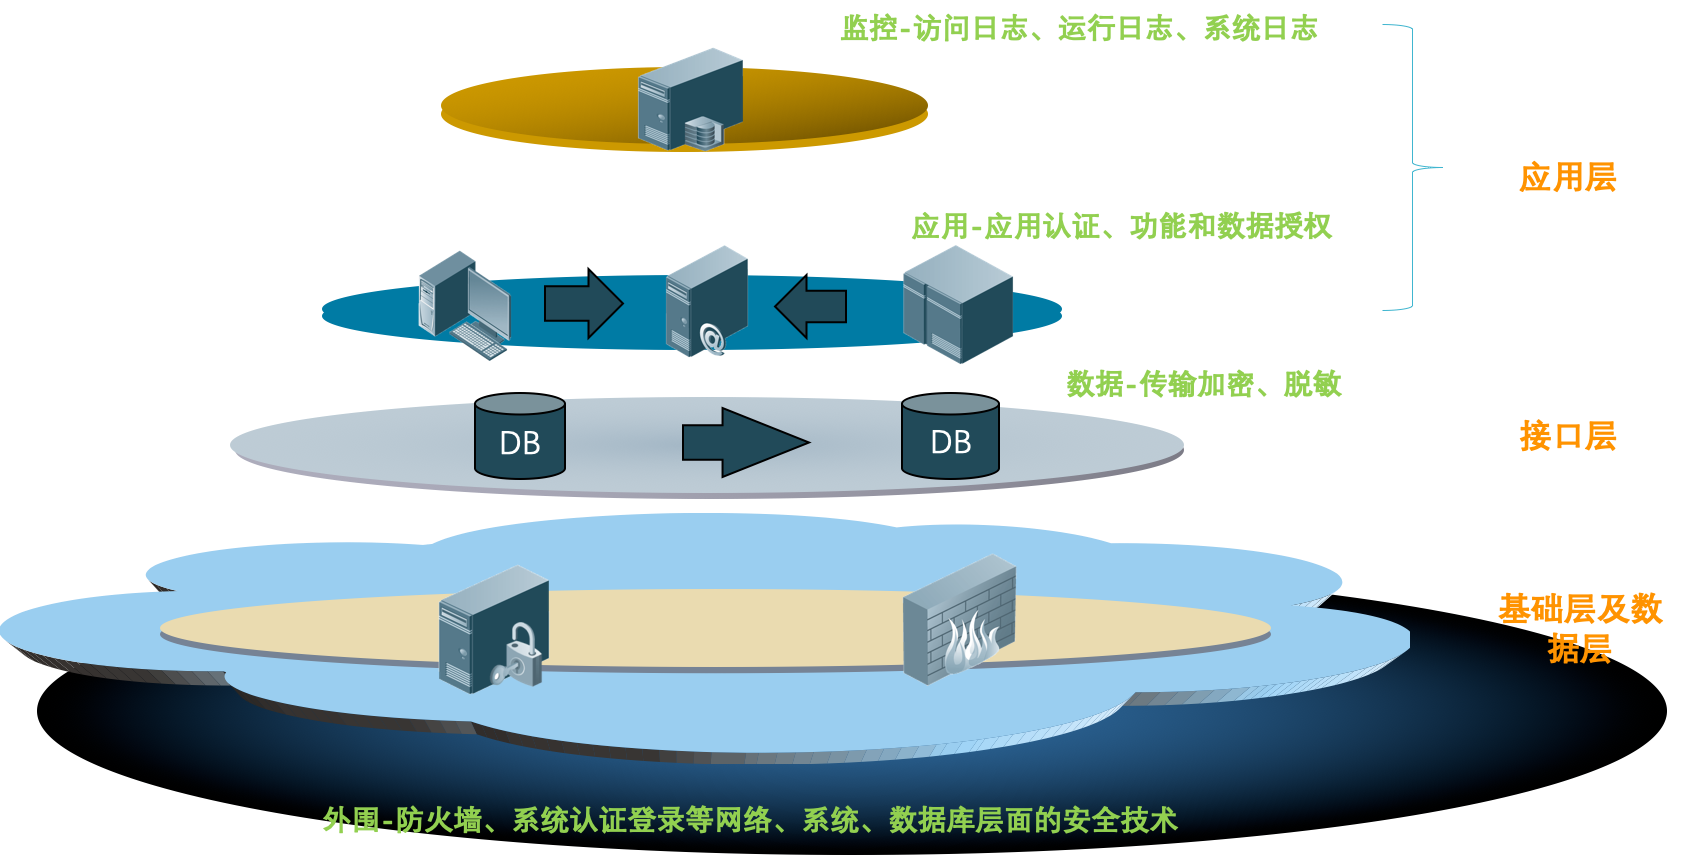 监控-访问日志、运行日志、系统日志
应用层
应用-应用认证、功能和数据授权
数据-传输加密、脱敏
DB
DB
接口层
基础层及数
据层
外围-防火墙、系统认证登录等网络、系统、数据库层面的安全技术